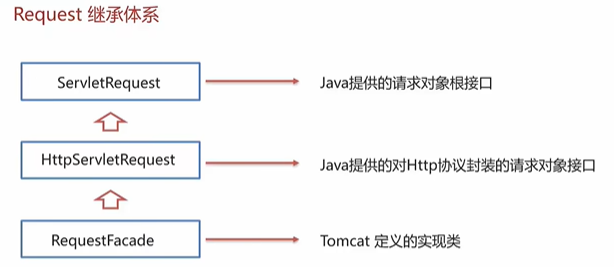 Request 继承体系
ServletRequest
Java提供的请求对象根接口
HttpServletRequest
Java提供的对Http协议封装的请求对象接口
RequestFacade
Tomcat 定义的实现类